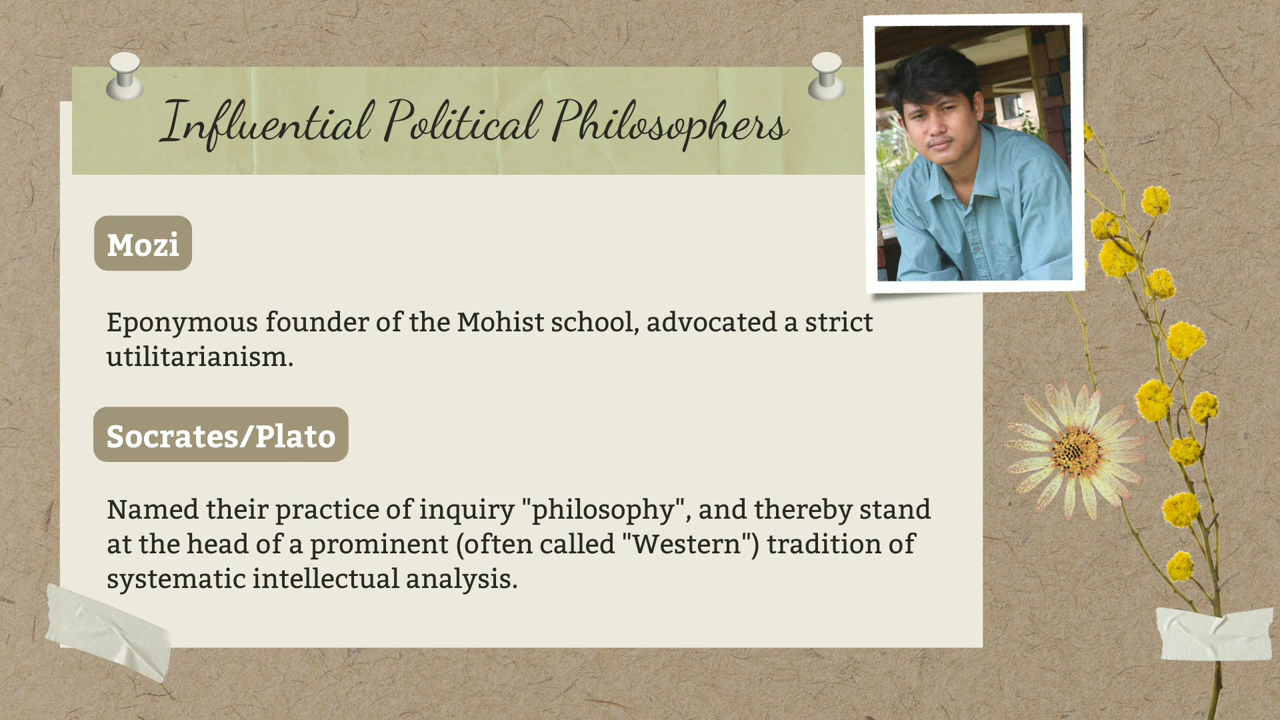 Influential Political Philosophers
Mozi
Eponymous founder of the Mohist school, advocated a strict
utilitarianism.
Socrates/Plato
Named their practice of inquiry "philosophy", and thereby stand
at the head of a prominent (often called "Western") tradition of
systematic intellectual analysis.